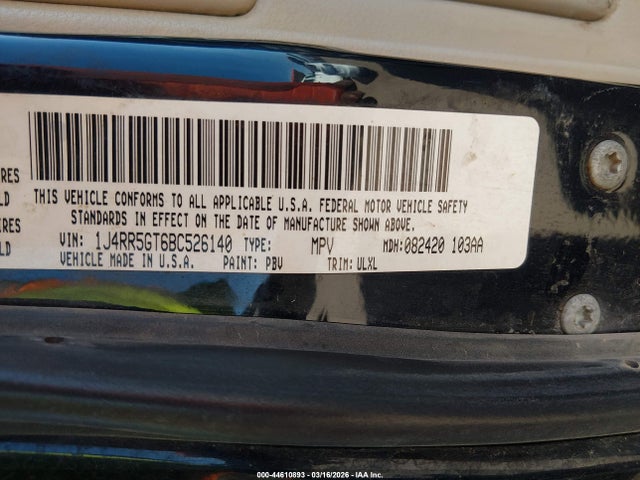 IRES
LD
IRES
LD
THIS VEHICLE CONFORMS TO ALL APPLICABLE U.S.A. FEDERAL MOTOR VEHICLE SAFETY
STANDARDS IN EFFECT ON THE DATE OF MANUFACTURE SHOWN ABOVE.
VIN: 1J4RR5GT6BC526140 TYPE: MPV MDH:082420 103AA
VEHICLE MADE IN U.S.A. PAINT: PBV TRIM: ULXL
000-44610893 - 03/16/2026 - IAA Inc.